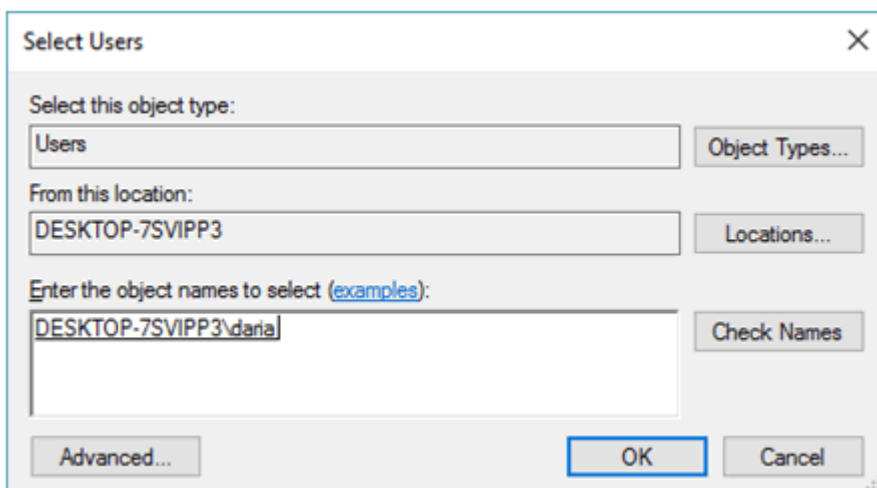 Select Users
Select this object type:
Users
Object Types...
From this location:
DESKTOP-7SVIPP3
Locations...
Enter the object names to select (examples):
DESKTOP-7SVIPP3\daria
Check Names
Advanced...
OK
Cancel